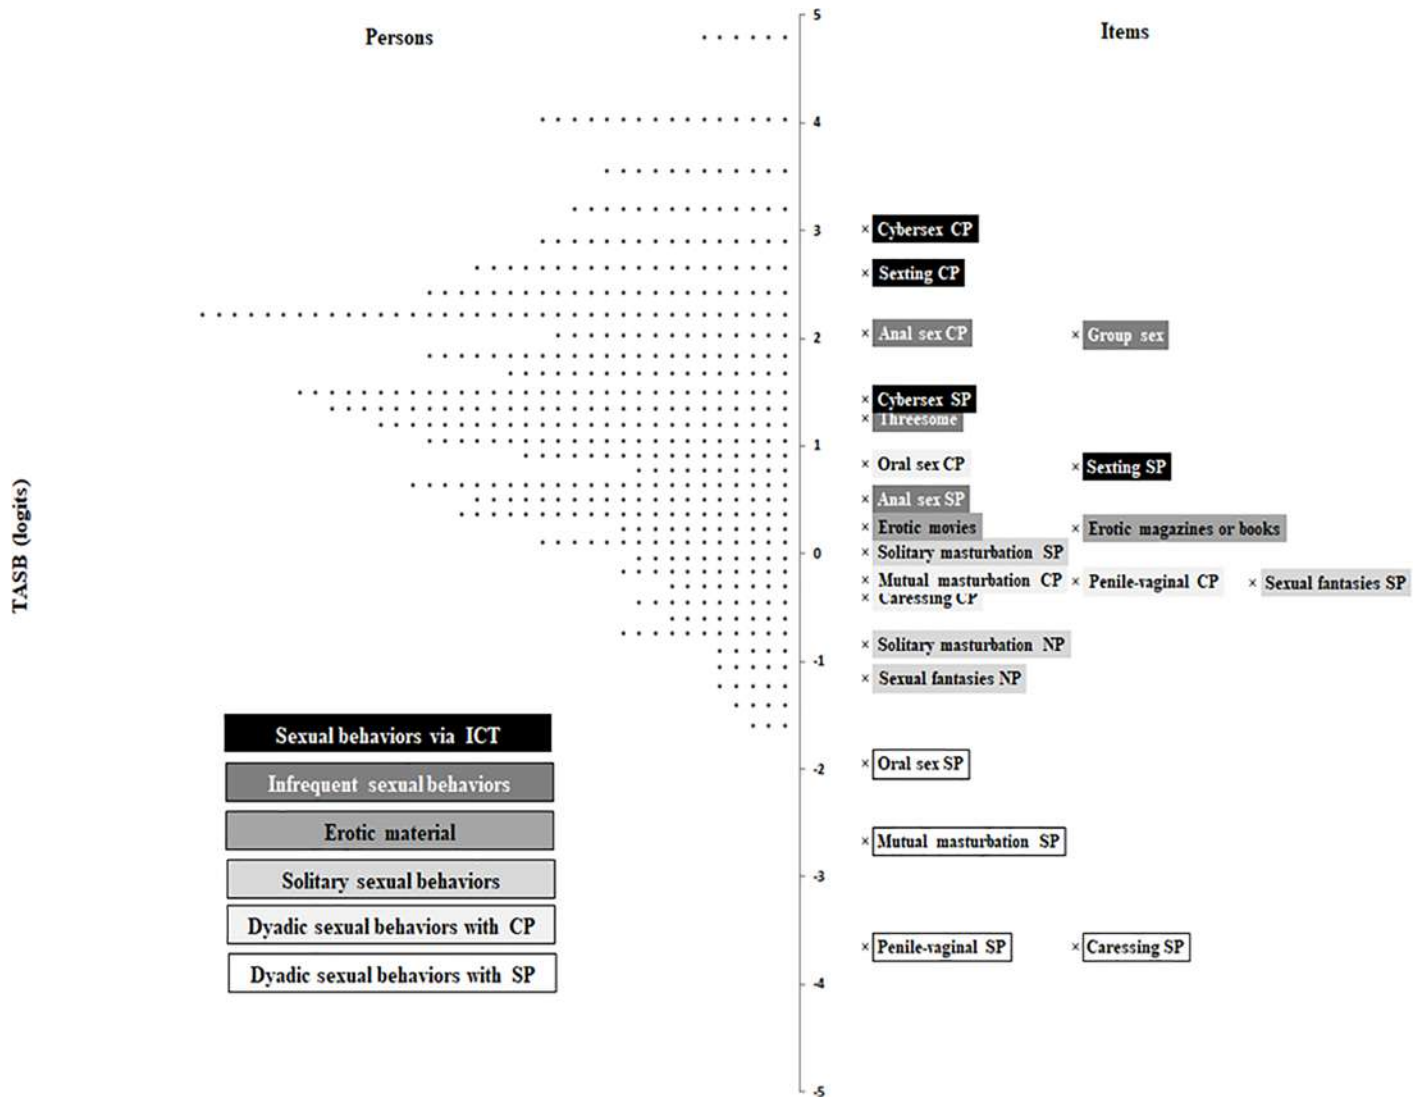 Persons
Items
TASB (logits)
5
4
3
2
1
0
-1
-2
-3
-4
-5
× Cybersex CP
× Sexting CP
× Anal sex CP × Group sex
× Cybersex SP
× Threesome
× Oral sex CP × Sexting SP
× Anal sex SP
× Erotic movies × Erotic magazines or books
× Solitary masturbation SP
× Mutual masturbation CP × Penile-vaginal CP × Sexual fantasies SP
× Caressing CP
× Solitary masturbation NP
× Sexual fantasies NP
× Oral sex SP
× Mutual masturbation SP
× Penile-vaginal SP × Caressing SP
Sexual behaviors via ICT
Infrequent sexual behaviors
Erotic material
Solitary sexual behaviors
Dyadic sexual behaviors with CP
Dyadic sexual behaviors with SP